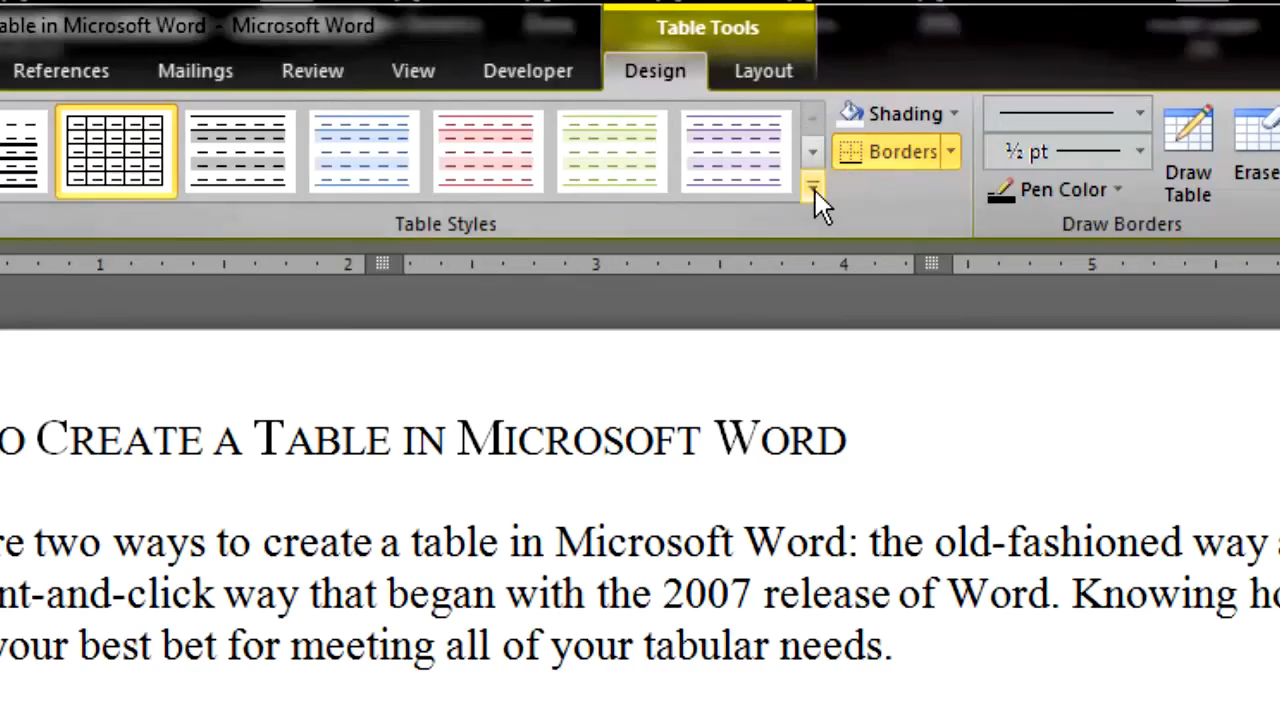 able in Microsoft Word - Microsoft Word
Table Tools
References Mailings Review View Developer Design Layout
Shading
Borders
½ pt
Pen Color
Draw Table
Erase
Table Styles
Draw Borders
1 2 3 4 5
O CREATE A TABLE IN MICROSOFT WORD
re two ways to create a table in Microsoft Word: the old-fashioned way a
nt-and-click way that began with the 2007 release of Word. Knowing ho
your best bet for meeting all of your tabular needs.